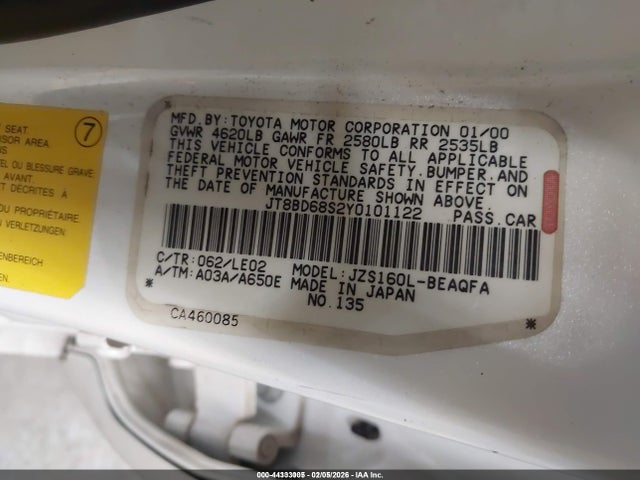 MFD.BY:TOYOTA MOTOR CORPORATION 01/00
GVWR 4620LB GAWR FR 2580LB RR 2535LB
THIS VEHICLE CONFORMS TO ALL APPLICABLE
FEDERAL MOTOR VEHICLE SAFETY,BUMPER,AND
THEFT PREVENTION STANDARDS IN EFFECT ON
THE DATE OF MANUFACTURE SHOWN ABOVE.
JT8BD68S2Y0101122 PASS.CAR
C/TR:062/LE02 MODEL:JZS160L-BEAQFA
A/TM:A03A/A650E MADE IN JAPAN
NO.135
CA460085
7
SEAT.
AREA
OU BLESSURE GRAVE
DÉCRITES À
PROPRIÉTAIRE
VERLETZUNGEN
000-44333005 - 02/05/2026 - IAA Inc.